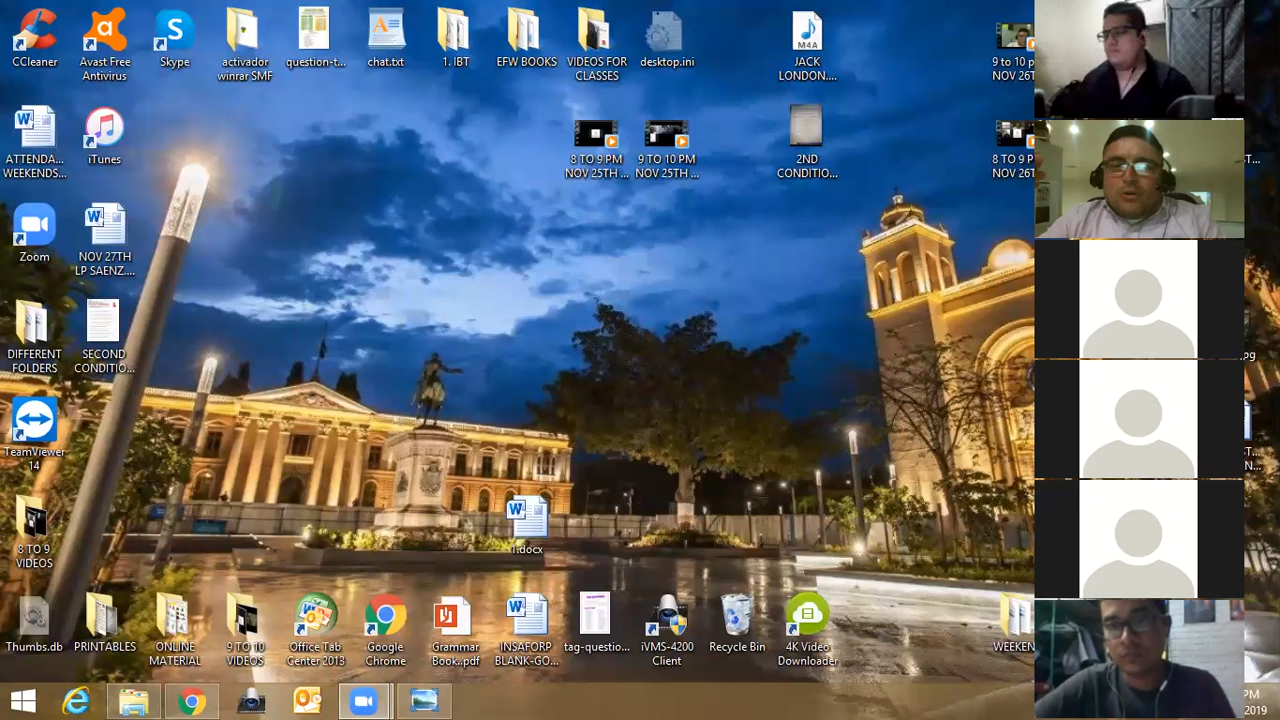 CCleaner
Avast Free
Antivirus
Skype
activador
winrar SMF
question-t...
chat.txt
1. IBT
EFW BOOKS
VIDEOS FOR
CLASSES
desktop.ini
M4A
JACK
LONDON....
9 to 10 p
NOV 26T
ATTENDA...
WEEKENDS...
iTunes
8 TO 9 PM
NOV 25TH ...
9 TO 10 PM
NOV 25TH ...
2ND
CONDITIO...
8 TO 9 P
NOV 26T
ST...
Zoom
NOV 27TH
LP SAENZ....
DIFFERENT
FOLDERS
SECOND
CONDITIO...
pg
TeamViewer
14
ST...
N...
8 TO 9
VIDEOS
1.docx
Thumbs.db
PRINTABLES
ONLINE
MATERIAL
9 TO 10
VIDEOS
Office Tab
Center 2013
Google
Chrome
Grammar
Book..pdf
INSAFORP
BLANK-GO...
tag-questio...
iVMS-4200
Client
Recycle Bin
4K Video
Downloader
WEEKEN
PM
2019